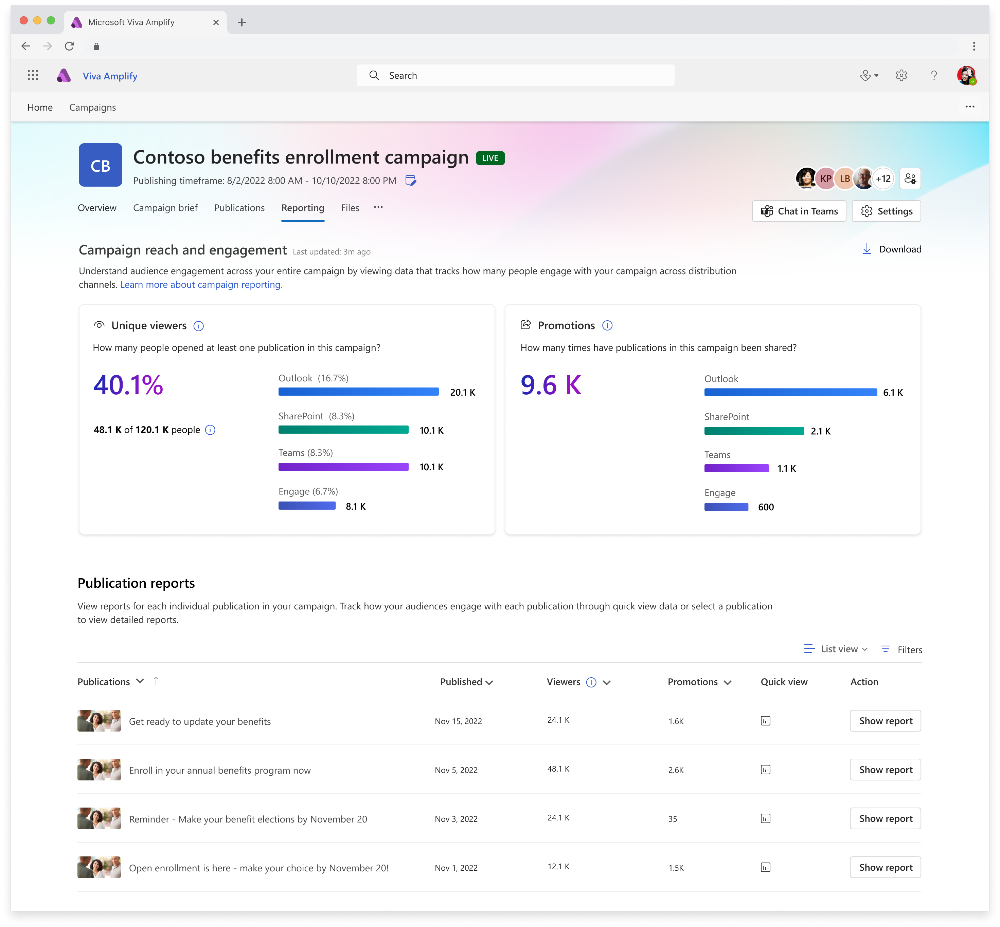 Microsoft Viva Amplify
Viva Amplify
Search
Home
Campaigns
CB
Contoso benefits enrollment campaign
LIVE
Publishing timeframe: 8/2/2022 8:00 AM - 10/10/2022 8:00 PM
KP
LB
+12
Overview
Campaign brief
Publications
Reporting
Files
Chat in Teams
Settings
Campaign reach and engagement
Last updated: 3m ago
Download
Understand audience engagement across your entire campaign by viewing data that tracks how many people engage with your campaign across distribution
channels. Learn more about campaign reporting.
Unique viewers
How many people opened at least one publication in this campaign?
40.1%
48.1 K of 120.1 K people
Outlook (16.7%)
20.1 K
SharePoint (8.3%)
10.1 K
Teams (8.3%)
10.1 K
Engage (6.7%)
8.1 K
Promotions
How many times have publications in this campaign been shared?
9.6 K
Outlook
6.1 K
SharePoint
2.1 K
Teams
1.1 K
Engage
600
Publication reports
View reports for each individual publication in your campaign. Track how your audiences engage with each publication through quick view data or select a publication
to view detailed reports.
List view
Filters
Publications
Published
Viewers
Promotions
Quick view
Action
Get ready to update your benefits
Nov 15, 2022
24.1 K
1.6K
Show report
Enroll in your annual benefits program now
Nov 5, 2022
48.1 K
2.6K
Show report
Reminder - Make your benefit elections by November 20
Nov 3, 2022
24.1 K
35
Show report
Open enrollment is here - make your choice by November 20!
Nov 1, 2022
12.1 K
1.5K
Show report